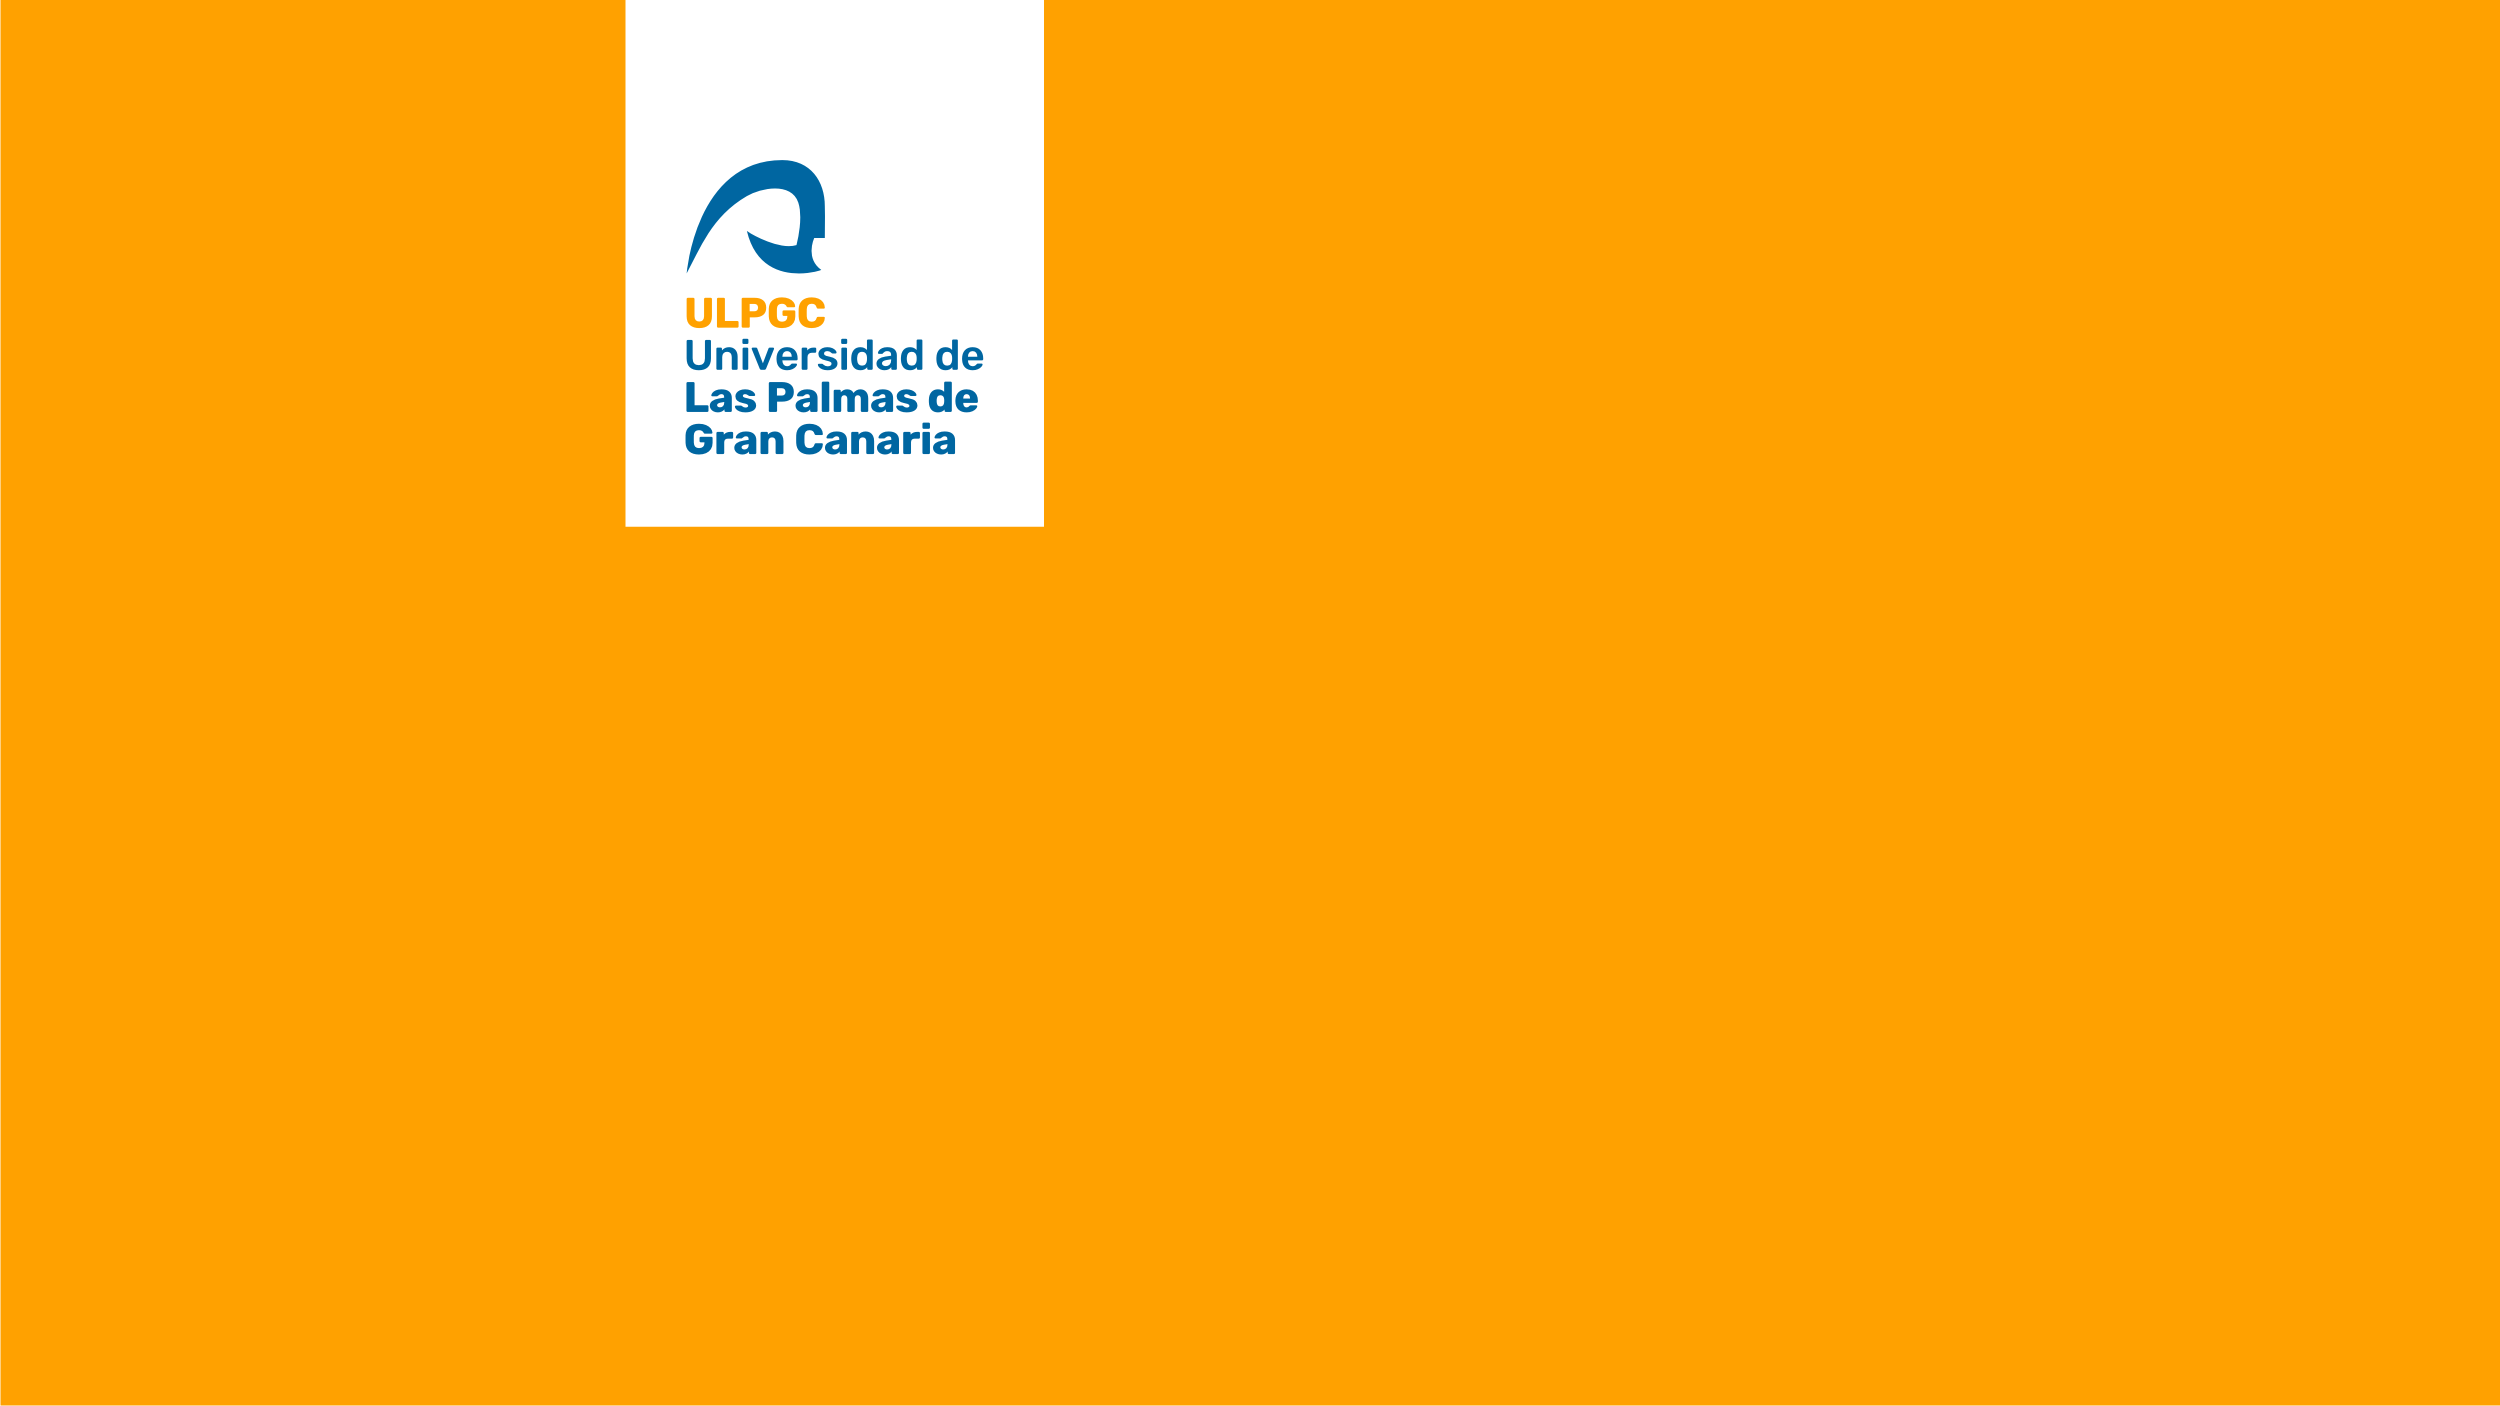 ULPGC
Universidad de
Las Palmas de
Gran Canaria